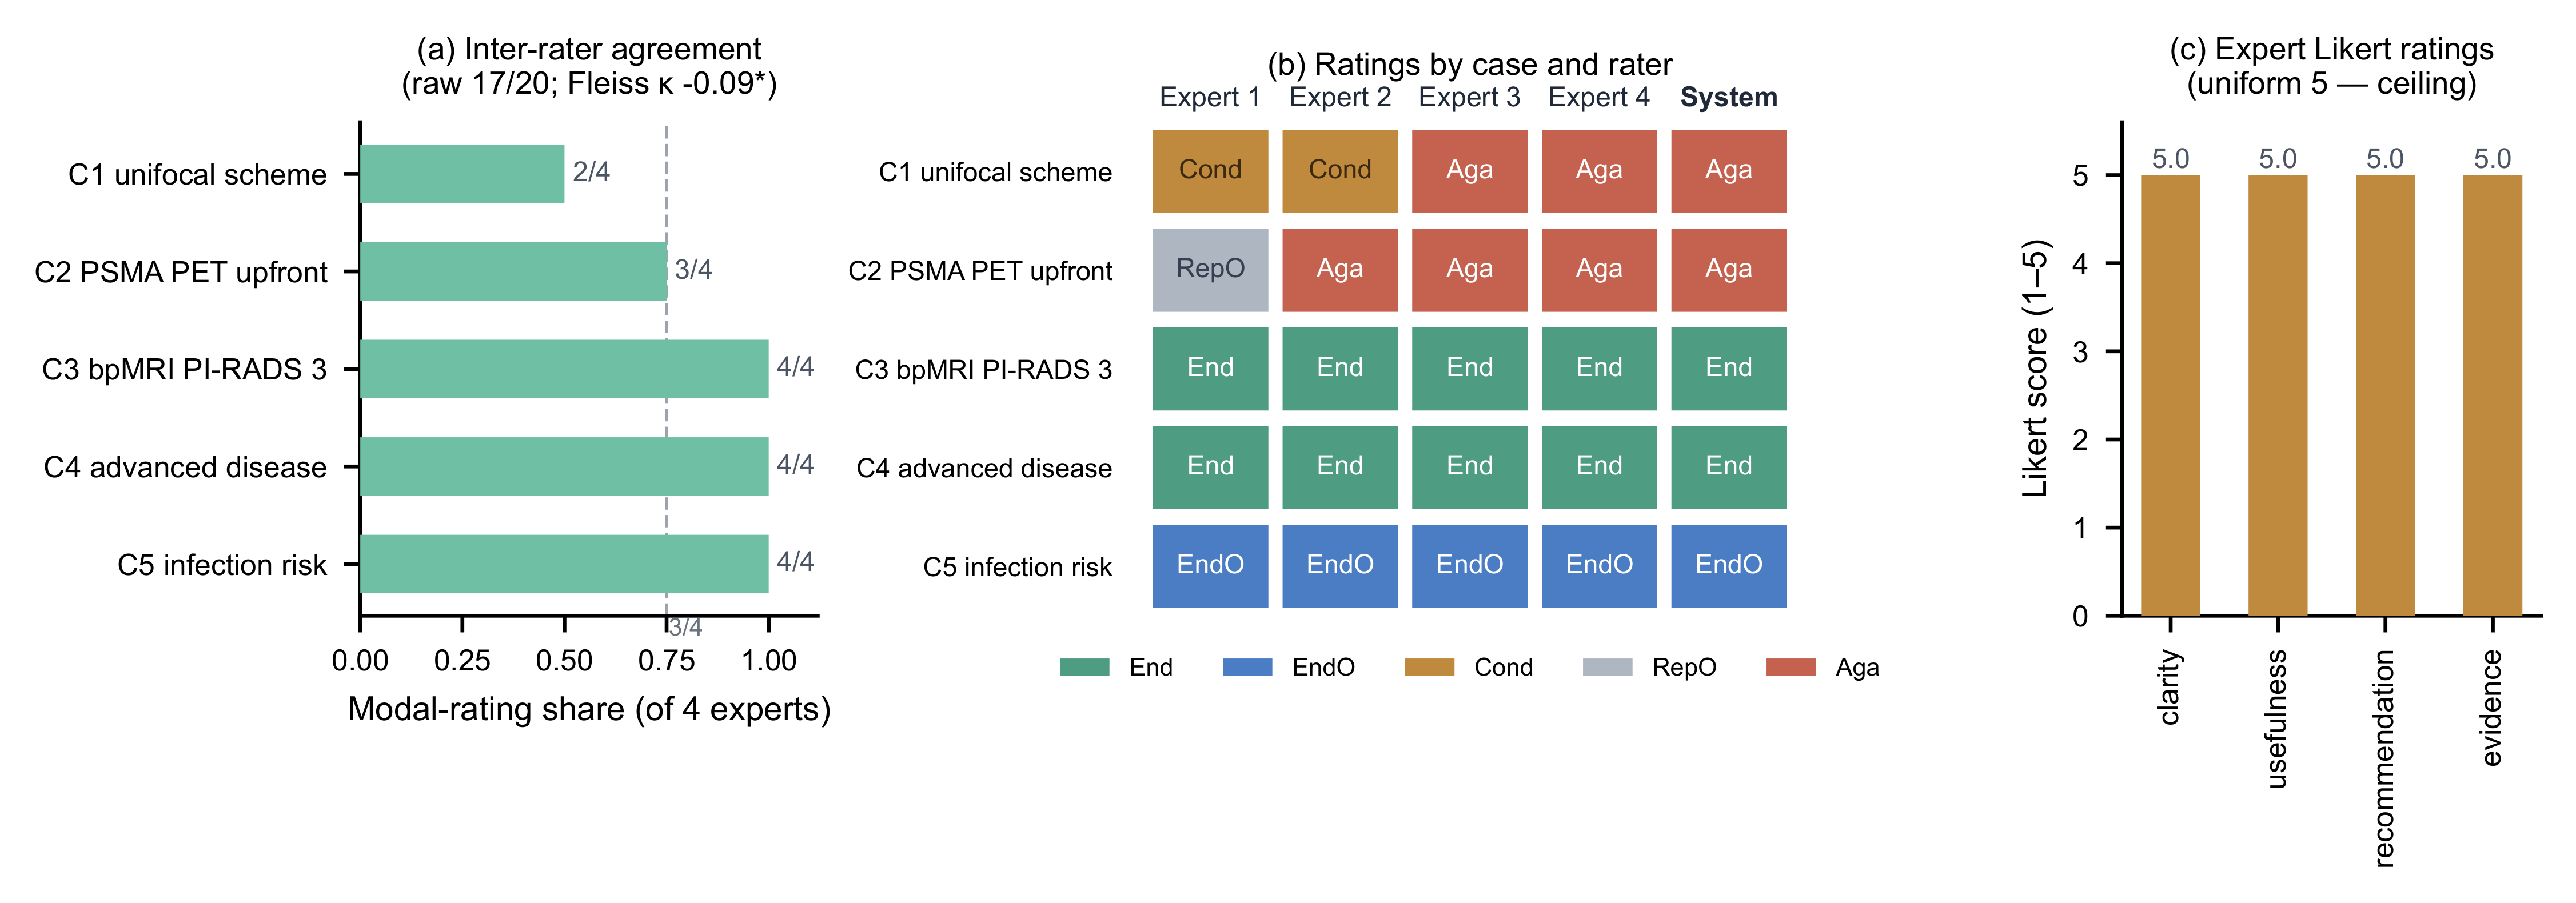 (a) Inter-rater agreement
(raw 17/20; Fleiss κ -0.09*)
C1 unifocal scheme
2/4
C2 PSMA PET upfront
3/4
C3 bpMRI PI-RADS 3
4/4
C4 advanced disease
4/4
C5 infection risk
4/4
3/4
0.00 0.25 0.50 0.75 1.00
Modal-rating share (of 4 experts)
(b) Ratings by case and rater
Expert 1 Expert 2 Expert 3 Expert 4 System
C1 unifocal scheme Cond Cond Aga Aga Aga
C2 PSMA PET upfront RepO Aga Aga Aga Aga
C3 bpMRI PI-RADS 3 End End End End End
C4 advanced disease End End End End End
C5 infection risk EndO EndO EndO EndO EndO
End EndO Cond RepO Aga
(c) Expert Likert ratings
(uniform 5 — ceiling)
Likert score (1–5)
5
4
3
2
1
0
5.0 5.0 5.0 5.0
clarity
usefulness
recommendation
evidence